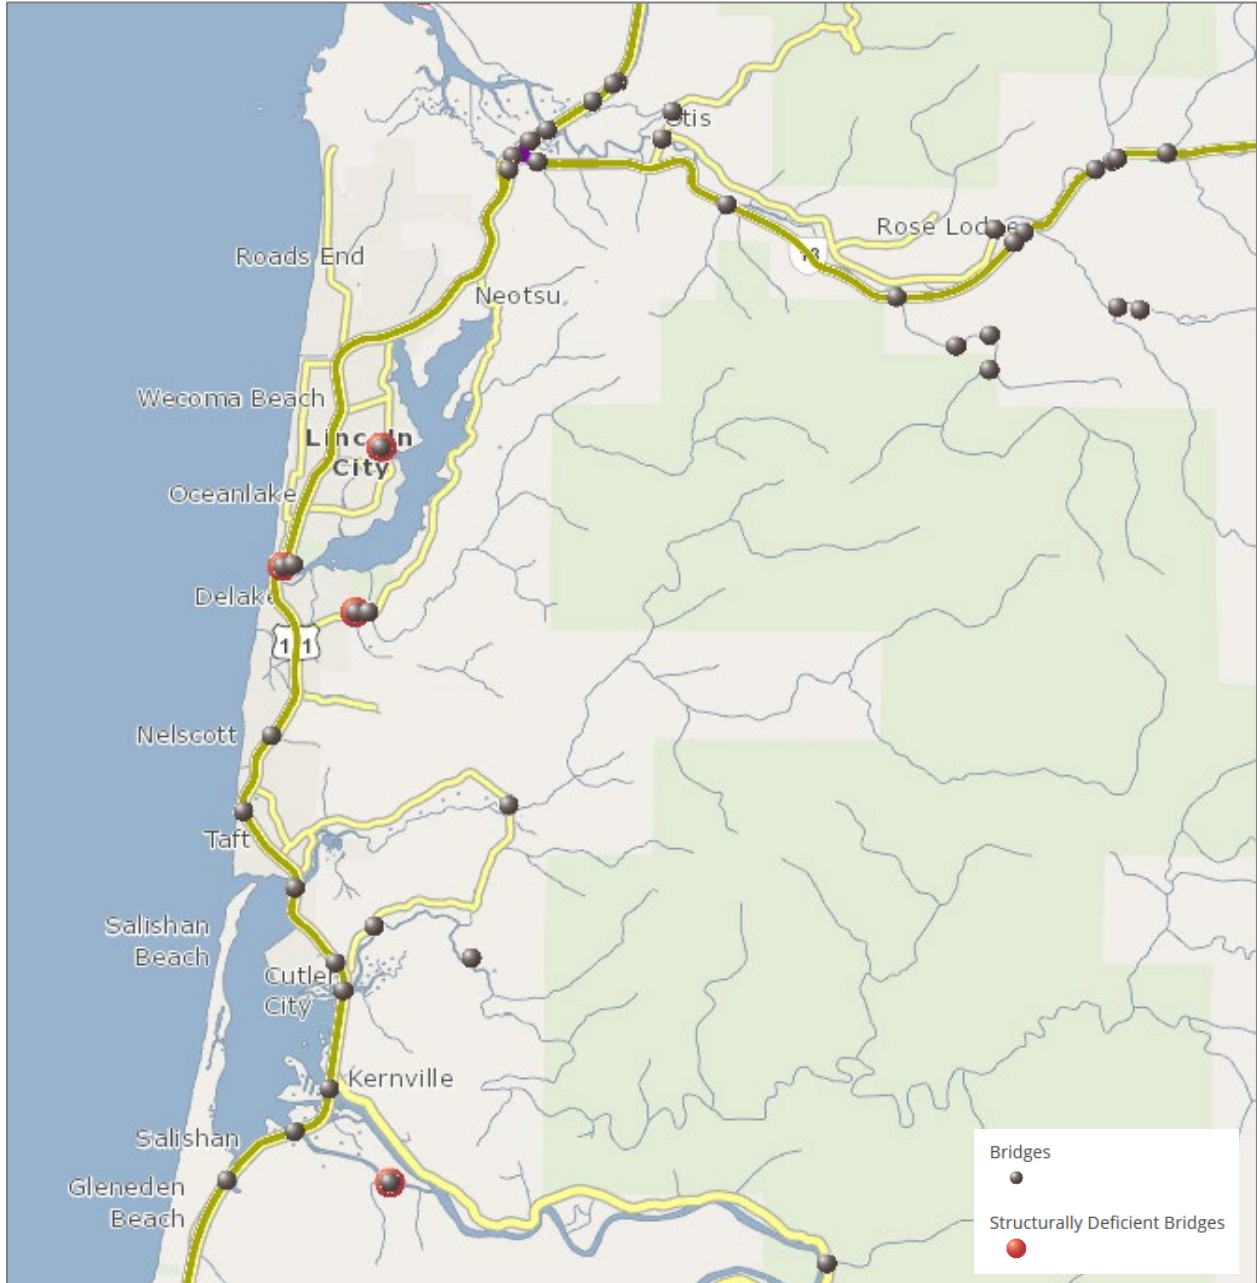 Otis
Rose Lodge
18
Roads End
Neotsu
Wecoma Beach
Lincoln
City
Oceanlake
Delake
101
Nelscott
Taft
Salishan
Beach
Cutler
City
Kernville
Salishan
Gleneden
Beach
Bridges
Structurally Deficient Bridges